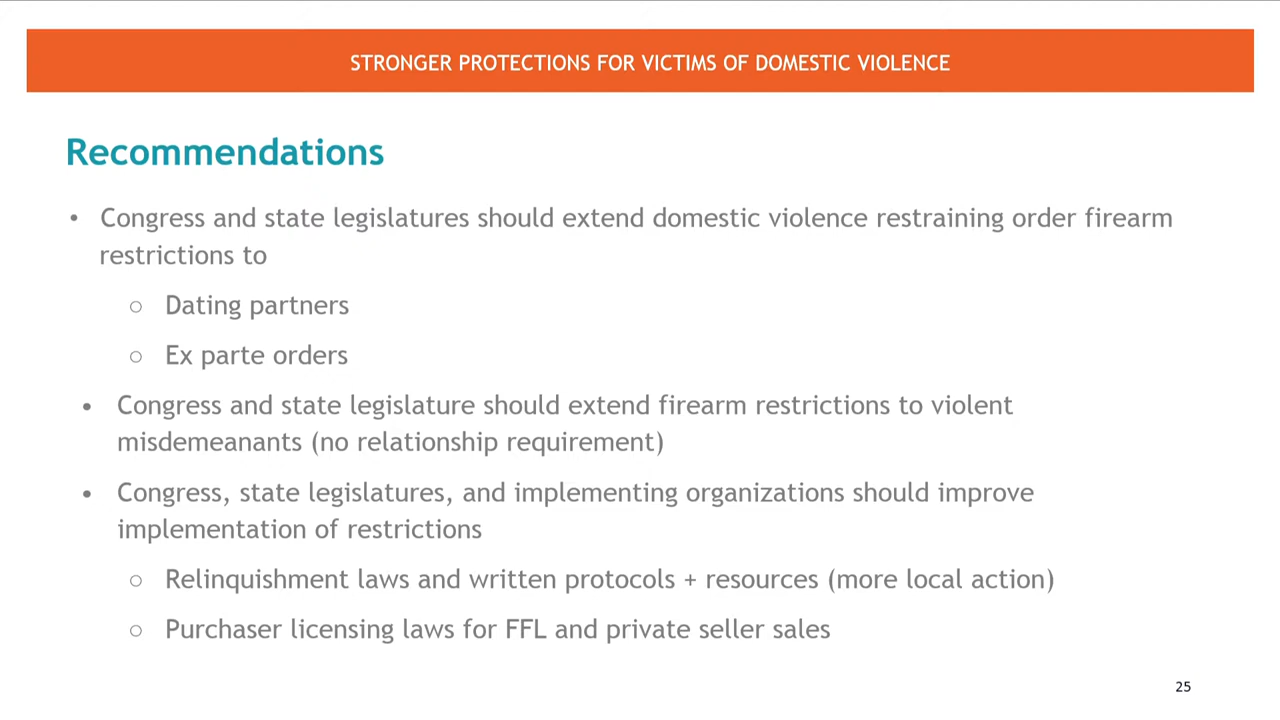 STRONGER PROTECTIONS FOR VICTIMS OF DOMESTIC VIOLENCE
Recommendations
• Congress and state legislatures should extend domestic violence restraining order firearm
restrictions to
○ Dating partners
○ Ex parte orders
• Congress and state legislature should extend firearm restrictions to violent
misdemeanants (no relationship requirement)
• Congress, state legislatures, and implementing organizations should improve
implementation of restrictions
○ Relinquishment laws and written protocols + resources (more local action)
○ Purchaser licensing laws for FFL and private seller sales
25